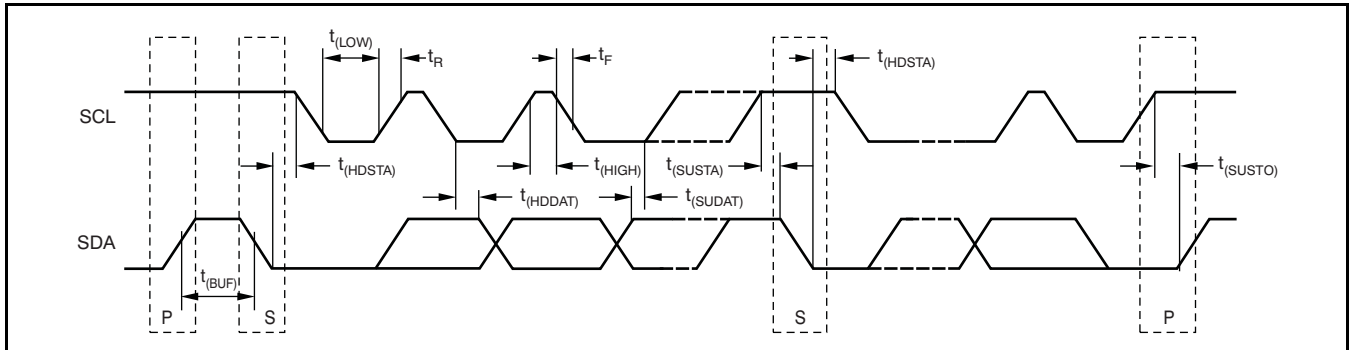 t(LOW)
tR
tF
t(HDSTA)
SCL
t(HDSTA)
t(HIGH)
t(SUSTA)
t(SUSTO)
t(HDDAT)
t(SUDAT)
SDA
t(BUF)
P
S
S
P